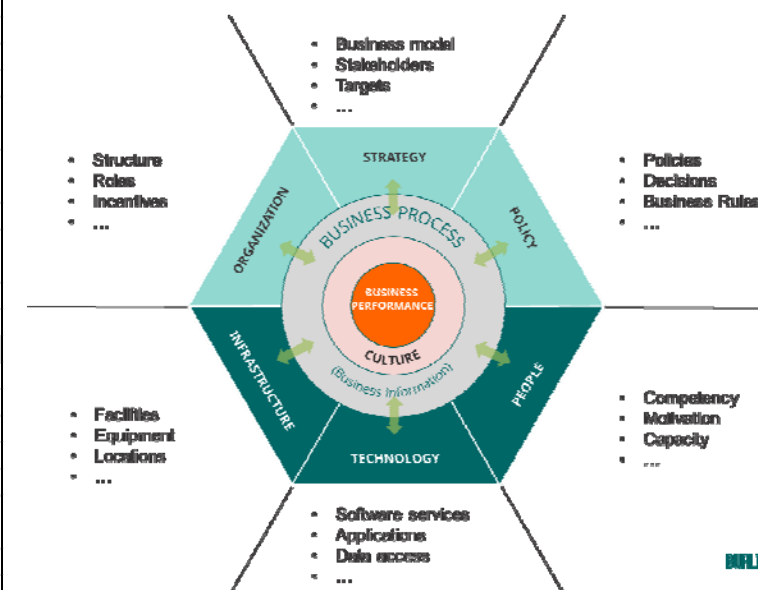 • Business model
• Stakeholders
• Targets
• ...
• Structure
• Roles
• Incentives
• ...
STRATEGY
• Policies
• Decisions
• Business Rules
• ...
ORGANIZATION
BUSINESS PROCESS
POLICY
BUSINESS
PERFORMANCE
CULTURE
(Business Information)
INFRASTRUCTURE
PEOPLE
TECHNOLOGY
• Facilities
• Equipment
• Locations
• ...
• Competency
• Motivation
• Capacity
• ...
• Software services
• Applications
• Data access
• ...